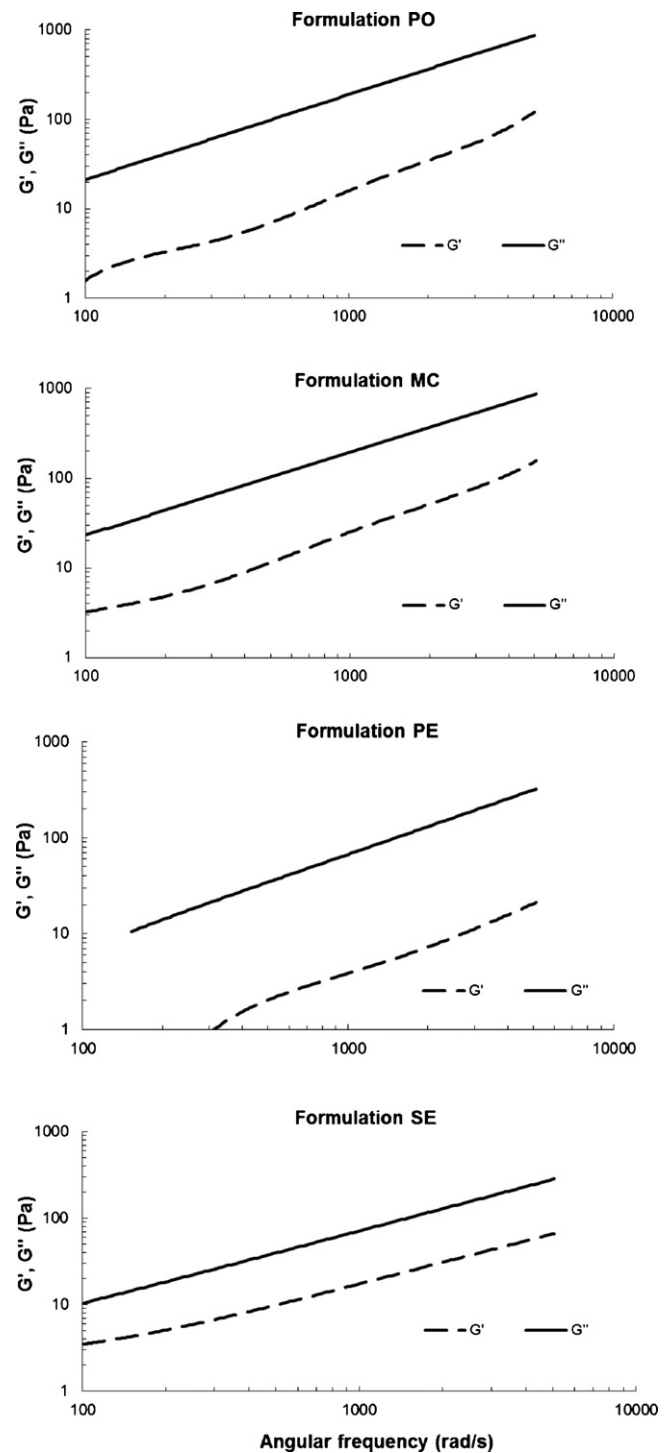 Formulation PO
1000
100
10
1
G', G'' (Pa)
G' G''
100 1000 10000
Formulation MC
1000
100
10
1
G', G'' (Pa)
G' G''
100 1000 10000
Formulation PE
1000
100
10
1
G', G'' (Pa)
G' G''
100 1000 10000
Formulation SE
1000
100
10
1
G', G'' (Pa)
G' G''
100 1000 10000
Angular frequency (rad/s)